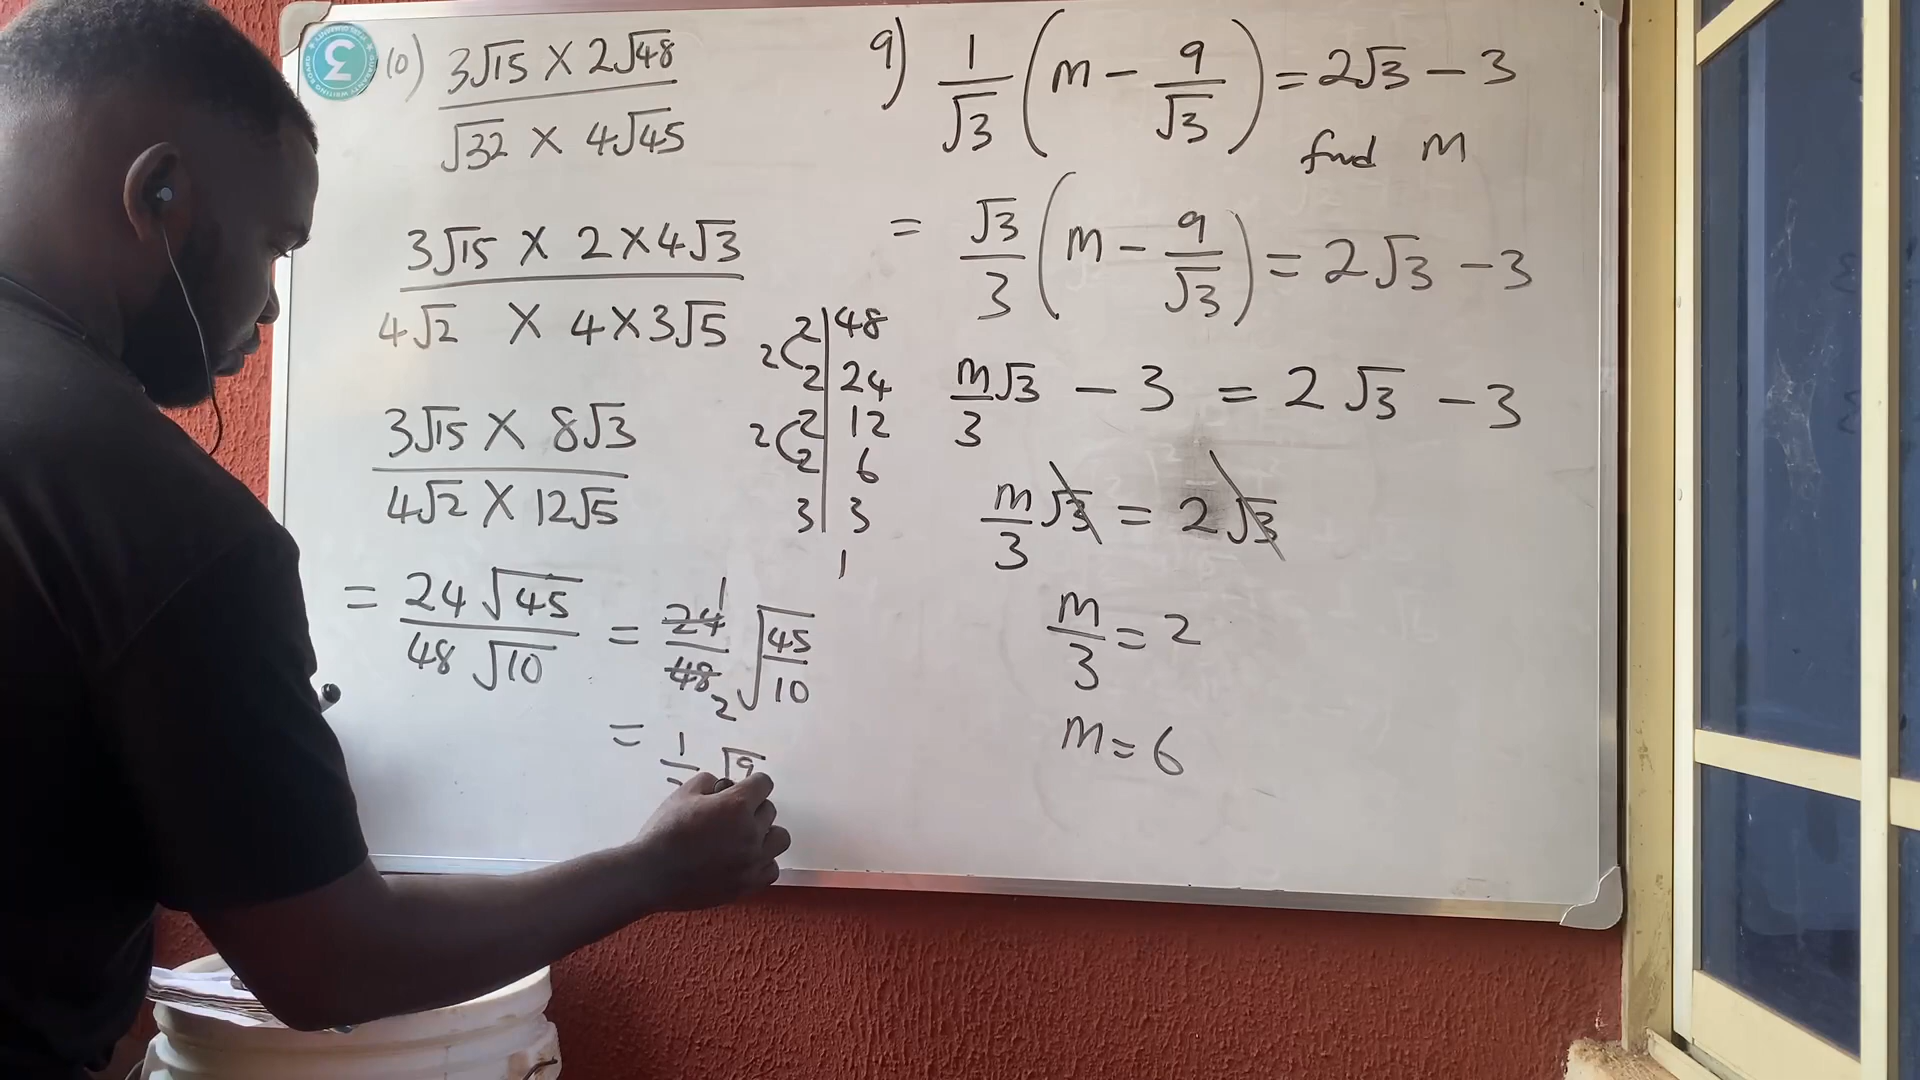 10) 3√15 × 2√48
√32 × 4√45
3√15 × 2×4√3
4√2 × 4×3√5
3√15 × 8√3
4√2 × 12√5
= 24√45 / 48√10 = 24/48 √45/10
1
2
= 1 √9
2 | 48
2 | 24
2 | 12
2 | 6
3 | 3
1
2
2
9) 1/√3 (m − 9/√3) = 2√3 − 3
find m
= √3/3 (m − 9/√3) = 2√3 − 3
m/3 √3 − 3 = 2√3 − 3
m/3 √3 = 2√3
m/3 = 2
m = 6
3